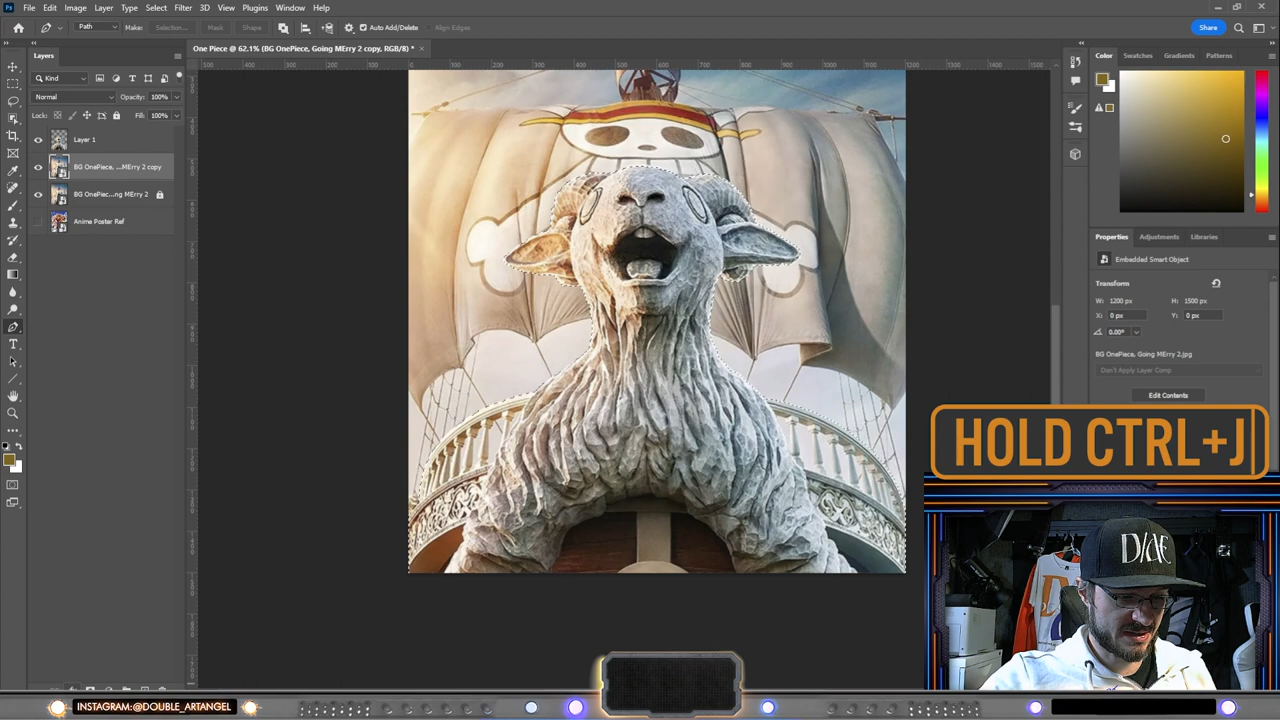 File Edit Image Layer Type Select Filter 3D View Plugins Window Help
Path Make: Selection... Mask Shape Auto Add/Delete Align Edges Share
Layers
One Piece @ 62.1% (BG OnePiece, Going MErry 2 copy, RGB/8) *
Color Swatches Gradients Patterns
Kind
Normal Opacity: 100%
Lock: Fill: 100%
Layer 1
BG OnePiece, ...MErry 2 copy
BG OnePiec...ng MErry 2
Anime Poster Ref
Properties Adjustments Libraries
Embedded Smart Object
Transform
W: 1200 px H: 1500 px
X: 0 px Y: 0 px
0.00°
BG OnePiece, Going MErry 2.jpg
Don't Apply Layer Comp
Edit Contents
HOLD CTRL+J
INSTAGRAM:@DOUBLE_ARTANGEL